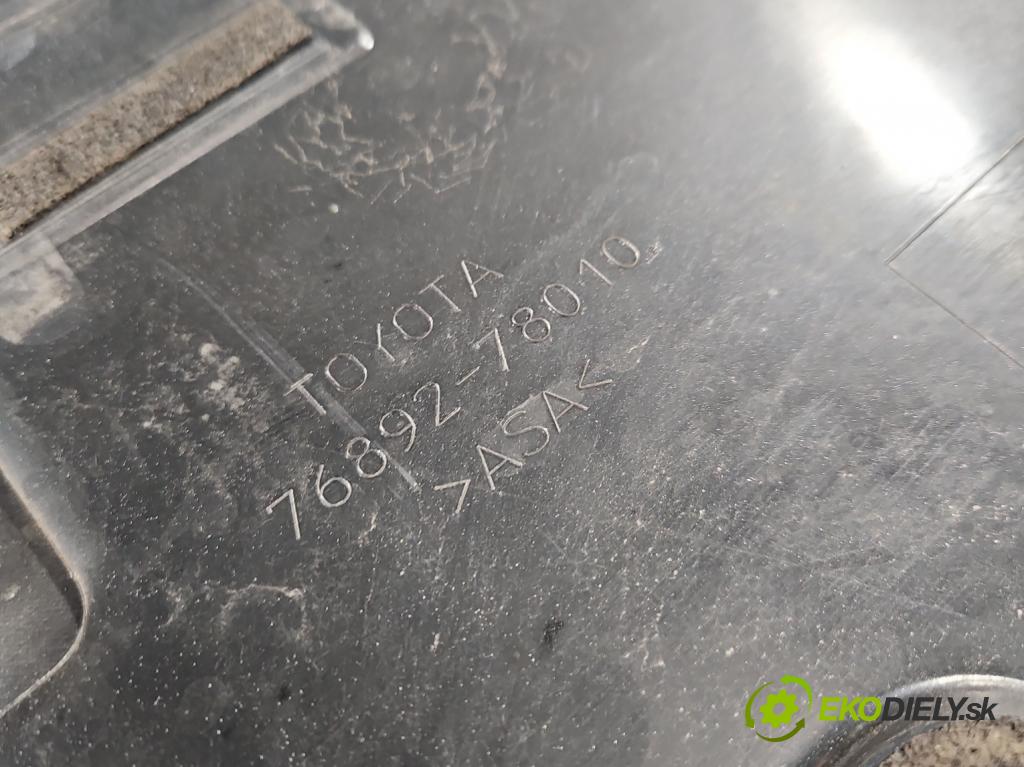 TOYOTA
76892-78010
>ASA<
EKODIELY.sk